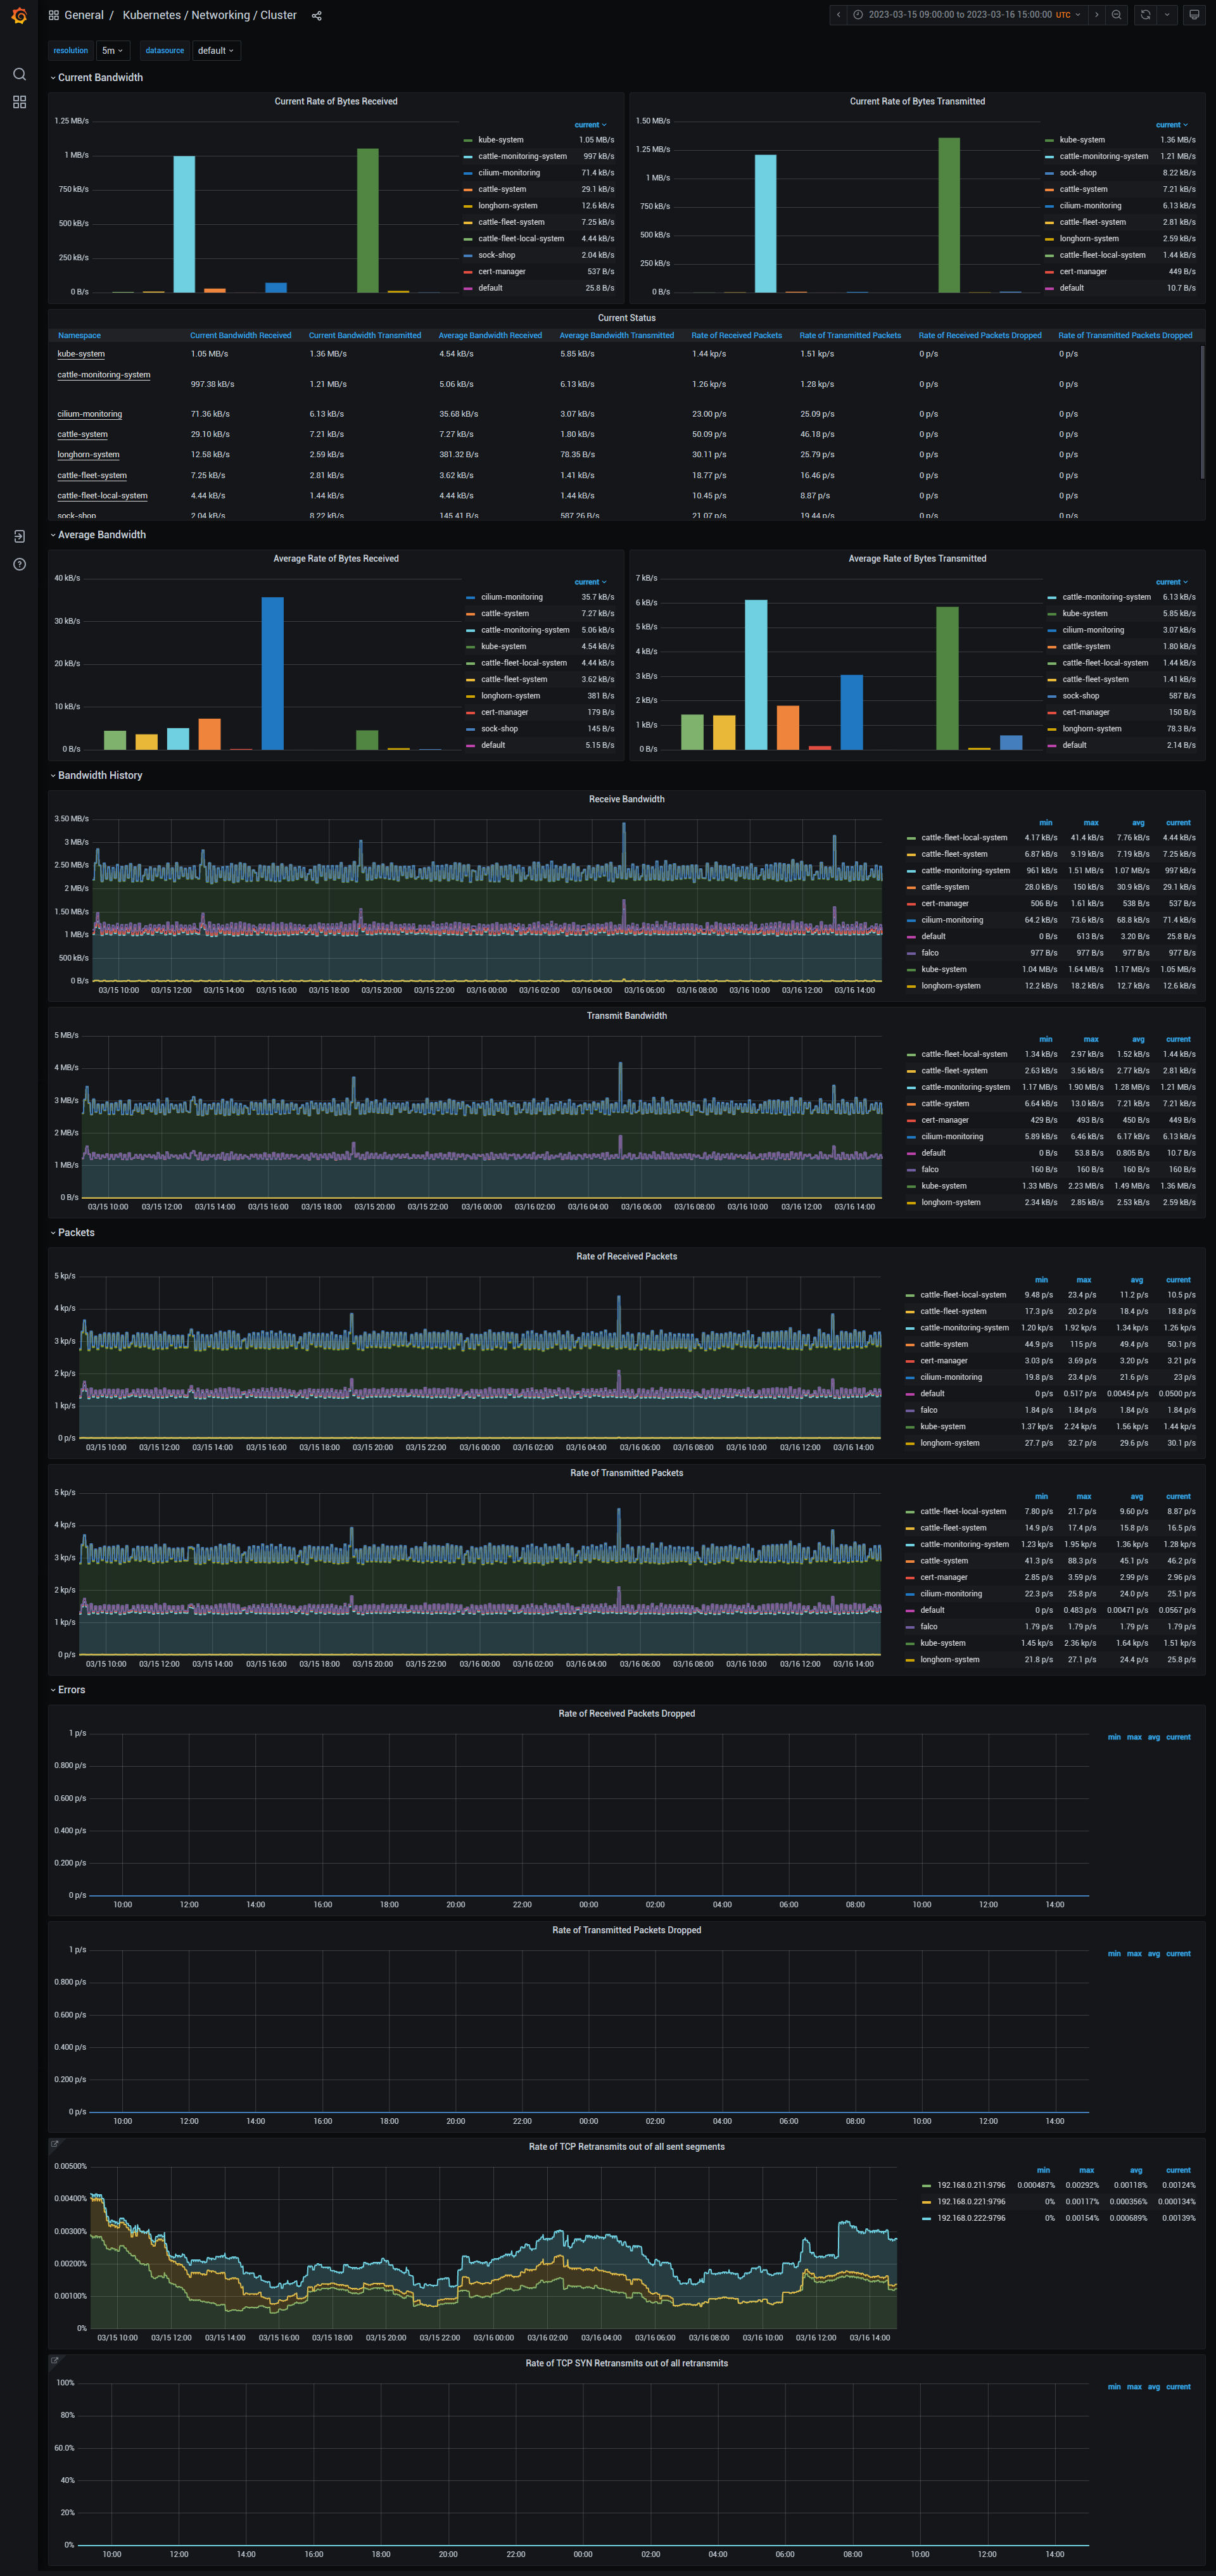 General / Kubernetes / Networking / Cluster
2023-03-15 09:00:00 to 2023-03-16 15:00:00 UTC
resolution 5m datasource default
Current Bandwidth
Current Rate of Bytes Received
1.25 MB/s
1 MB/s
750 kB/s
500 kB/s
250 kB/s
0 B/s
current
kube-system 1.05 MB/s
cattle-monitoring-system 997 kB/s
cilium-monitoring 71.4 kB/s
cattle-system 29.1 kB/s
longhorn-system 12.6 kB/s
cattle-fleet-system 7.25 kB/s
cattle-fleet-local-system 4.44 kB/s
sock-shop 2.04 kB/s
cert-manager 537 B/s
default 25.8 B/s
Current Rate of Bytes Transmitted
1.50 MB/s
1.25 MB/s
1 MB/s
750 kB/s
500 kB/s
250 kB/s
0 B/s
current
kube-system 1.36 MB/s
cattle-monitoring-system 1.21 MB/s
sock-shop 8.22 kB/s
cattle-system 7.21 kB/s
cilium-monitoring 6.13 kB/s
cattle-fleet-system 2.81 kB/s
longhorn-system 2.59 kB/s
cattle-fleet-local-system 1.44 kB/s
cert-manager 449 B/s
default 10.7 B/s
Current Status
Namespace Current Bandwidth Received Current Bandwidth Transmitted Average Bandwidth Received Average Bandwidth Transmitted Rate of Received Packets Rate of Transmitted Packets Rate of Received Packets Dropped Rate of Transmitted Packets Dropped
kube-system 1.05 MB/s 1.36 MB/s 4.54 kB/s 5.85 kB/s 1.44 kp/s 1.51 kp/s 0 p/s 0 p/s
cattle-monitoring-system 997.38 kB/s 1.21 MB/s 5.06 kB/s 6.13 kB/s 1.26 kp/s 1.28 kp/s 0 p/s 0 p/s
cilium-monitoring 71.36 kB/s 6.13 kB/s 35.68 kB/s 3.07 kB/s 23.00 p/s 25.09 p/s 0 p/s 0 p/s
cattle-system 29.10 kB/s 7.21 kB/s 7.27 kB/s 1.80 kB/s 50.09 p/s 46.18 p/s 0 p/s 0 p/s
longhorn-system 12.58 kB/s 2.59 kB/s 381.32 B/s 78.35 B/s 30.11 p/s 25.79 p/s 0 p/s 0 p/s
cattle-fleet-system 7.25 kB/s 2.81 kB/s 3.62 kB/s 1.41 kB/s 18.77 p/s 16.46 p/s 0 p/s 0 p/s
cattle-fleet-local-system 4.44 kB/s 1.44 kB/s 4.44 kB/s 1.44 kB/s 10.45 p/s 8.87 p/s 0 p/s 0 p/s
sock-shop 2.04 kB/s 8.22 kB/s 145.41 B/s 587.26 B/s 21.07 p/s 19.44 p/s 0 p/s 0 p/s
Average Bandwidth
Average Rate of Bytes Received
40 kB/s
30 kB/s
20 kB/s
10 kB/s
0 B/s
current
cilium-monitoring 35.7 kB/s
cattle-system 7.27 kB/s
cattle-monitoring-system 5.06 kB/s
kube-system 4.54 kB/s
cattle-fleet-local-system 4.44 kB/s
cattle-fleet-system 3.62 kB/s
longhorn-system 381 B/s
cert-manager 179 B/s
sock-shop 145 B/s
default 5.15 B/s
Average Rate of Bytes Transmitted
7 kB/s
6 kB/s
5 kB/s
4 kB/s
3 kB/s
2 kB/s
1 kB/s
0 B/s
current
cattle-monitoring-system 6.13 kB/s
kube-system 5.85 kB/s
cilium-monitoring 3.07 kB/s
cattle-system 1.80 kB/s
cattle-fleet-local-system 1.44 kB/s
cattle-fleet-system 1.41 kB/s
sock-shop 587 B/s
cert-manager 150 B/s
longhorn-system 78.3 B/s
default 2.14 B/s
Bandwidth History
Receive Bandwidth
3.50 MB/s
3 MB/s
2.50 MB/s
2 MB/s
1.50 MB/s
1 MB/s
500 kB/s
0 B/s
03/15 10:00 03/15 12:00 03/15 14:00 03/15 16:00 03/15 18:00 03/15 20:00 03/15 22:00 03/16 00:00 03/16 02:00 03/16 04:00 03/16 06:00 03/16 08:00 03/16 10:00 03/16 12:00 03/16 14:00
min max avg current
cattle-fleet-local-system 4.17 kB/s 41.4 kB/s 7.76 kB/s 4.44 kB/s
cattle-fleet-system 6.87 kB/s 9.19 kB/s 7.19 kB/s 7.25 kB/s
cattle-monitoring-system 961 kB/s 1.51 MB/s 1.07 MB/s 997 kB/s
cattle-system 28.0 kB/s 150 kB/s 30.9 kB/s 29.1 kB/s
cert-manager 506 B/s 1.61 kB/s 538 B/s 537 B/s
cilium-monitoring 64.2 kB/s 73.6 kB/s 68.8 kB/s 71.4 kB/s
default 0 B/s 613 B/s 3.20 B/s 25.8 B/s
falco 977 B/s 977 B/s 977 B/s 977 B/s
kube-system 1.04 MB/s 1.64 MB/s 1.17 MB/s 1.05 MB/s
longhorn-system 12.2 kB/s 18.2 kB/s 12.7 kB/s 12.6 kB/s
Transmit Bandwidth
5 MB/s
4 MB/s
3 MB/s
2 MB/s
1 MB/s
0 B/s
03/15 10:00 03/15 12:00 03/15 14:00 03/15 16:00 03/15 18:00 03/15 20:00 03/15 22:00 03/16 00:00 03/16 02:00 03/16 04:00 03/16 06:00 03/16 08:00 03/16 10:00 03/16 12:00 03/16 14:00
min max avg current
cattle-fleet-local-system 1.34 kB/s 2.97 kB/s 1.52 kB/s 1.44 kB/s
cattle-fleet-system 2.63 kB/s 3.56 kB/s 2.77 kB/s 2.81 kB/s
cattle-monitoring-system 1.17 MB/s 1.90 MB/s 1.28 MB/s 1.21 MB/s
cattle-system 6.64 kB/s 13.0 kB/s 7.21 kB/s 7.21 kB/s
cert-manager 429 B/s 493 B/s 450 B/s 449 B/s
cilium-monitoring 5.89 kB/s 6.46 kB/s 6.17 kB/s 6.13 kB/s
default 0 B/s 53.8 B/s 0.805 B/s 10.7 B/s
falco 160 B/s 160 B/s 160 B/s 160 B/s
kube-system 1.33 MB/s 2.23 MB/s 1.49 MB/s 1.36 MB/s
longhorn-system 2.34 kB/s 2.85 kB/s 2.53 kB/s 2.59 kB/s
Packets
Rate of Received Packets
5 kp/s
4 kp/s
3 kp/s
2 kp/s
1 kp/s
0 p/s
03/15 10:00 03/15 12:00 03/15 14:00 03/15 16:00 03/15 18:00 03/15 20:00 03/15 22:00 03/16 00:00 03/16 02:00 03/16 04:00 03/16 06:00 03/16 08:00 03/16 10:00 03/16 12:00 03/16 14:00
min max avg current
cattle-fleet-local-system 9.48 p/s 23.4 p/s 11.2 p/s 10.5 p/s
cattle-fleet-system 17.3 p/s 20.2 p/s 18.4 p/s 18.8 p/s
cattle-monitoring-system 1.20 kp/s 1.92 kp/s 1.34 kp/s 1.26 kp/s
cattle-system 44.9 p/s 115 p/s 49.4 p/s 50.1 p/s
cert-manager 3.03 p/s 3.69 p/s 3.20 p/s 3.21 p/s
cilium-monitoring 19.8 p/s 23.4 p/s 21.6 p/s 23 p/s
default 0 p/s 0.517 p/s 0.00454 p/s 0.0500 p/s
falco 1.84 p/s 1.84 p/s 1.84 p/s 1.84 p/s
kube-system 1.37 kp/s 2.24 kp/s 1.56 kp/s 1.44 kp/s
longhorn-system 27.7 p/s 32.7 p/s 29.6 p/s 30.1 p/s
Rate of Transmitted Packets
5 kp/s
4 kp/s
3 kp/s
2 kp/s
1 kp/s
0 p/s
03/15 10:00 03/15 12:00 03/15 14:00 03/15 16:00 03/15 18:00 03/15 20:00 03/15 22:00 03/16 00:00 03/16 02:00 03/16 04:00 03/16 06:00 03/16 08:00 03/16 10:00 03/16 12:00 03/16 14:00
min max avg current
cattle-fleet-local-system 7.80 p/s 21.7 p/s 9.60 p/s 8.87 p/s
cattle-fleet-system 14.9 p/s 17.4 p/s 15.8 p/s 16.5 p/s
cattle-monitoring-system 1.23 kp/s 1.95 kp/s 1.36 kp/s 1.28 kp/s
cattle-system 41.3 p/s 88.3 p/s 45.1 p/s 46.2 p/s
cert-manager 2.85 p/s 3.59 p/s 2.99 p/s 2.96 p/s
cilium-monitoring 22.3 p/s 25.8 p/s 24.0 p/s 25.1 p/s
default 0 p/s 0.483 p/s 0.00471 p/s 0.0567 p/s
falco 1.79 p/s 1.79 p/s 1.79 p/s 1.79 p/s
kube-system 1.45 kp/s 2.36 kp/s 1.64 kp/s 1.51 kp/s
longhorn-system 21.8 p/s 27.1 p/s 24.4 p/s 25.8 p/s
Errors
Rate of Received Packets Dropped
1 p/s
0.800 p/s
0.600 p/s
0.400 p/s
0.200 p/s
0 p/s
10:00 12:00 14:00 16:00 18:00 20:00 22:00 00:00 02:00 04:00 06:00 08:00 10:00 12:00 14:00
min max avg current
Rate of Transmitted Packets Dropped
1 p/s
0.800 p/s
0.600 p/s
0.400 p/s
0.200 p/s
0 p/s
10:00 12:00 14:00 16:00 18:00 20:00 22:00 00:00 02:00 04:00 06:00 08:00 10:00 12:00 14:00
min max avg current
Rate of TCP Retransmits out of all sent segments
0.00500%
0.00400%
0.00300%
0.00200%
0.00100%
0%
03/15 10:00 03/15 12:00 03/15 14:00 03/15 16:00 03/15 18:00 03/15 20:00 03/15 22:00 03/16 00:00 03/16 02:00 03/16 04:00 03/16 06:00 03/16 08:00 03/16 10:00 03/16 12:00 03/16 14:00
min max avg current
192.168.0.211:9796 0.000487% 0.00292% 0.00118% 0.00124%
192.168.0.221:9796 0% 0.00117% 0.000356% 0.000134%
192.168.0.222:9796 0% 0.00154% 0.000689% 0.00139%
Rate of TCP SYN Retransmits out of all retransmits
100%
80%
60.0%
40%
20%
0%
10:00 12:00 14:00 16:00 18:00 20:00 22:00 00:00 02:00 04:00 06:00 08:00 10:00 12:00 14:00
min max avg current